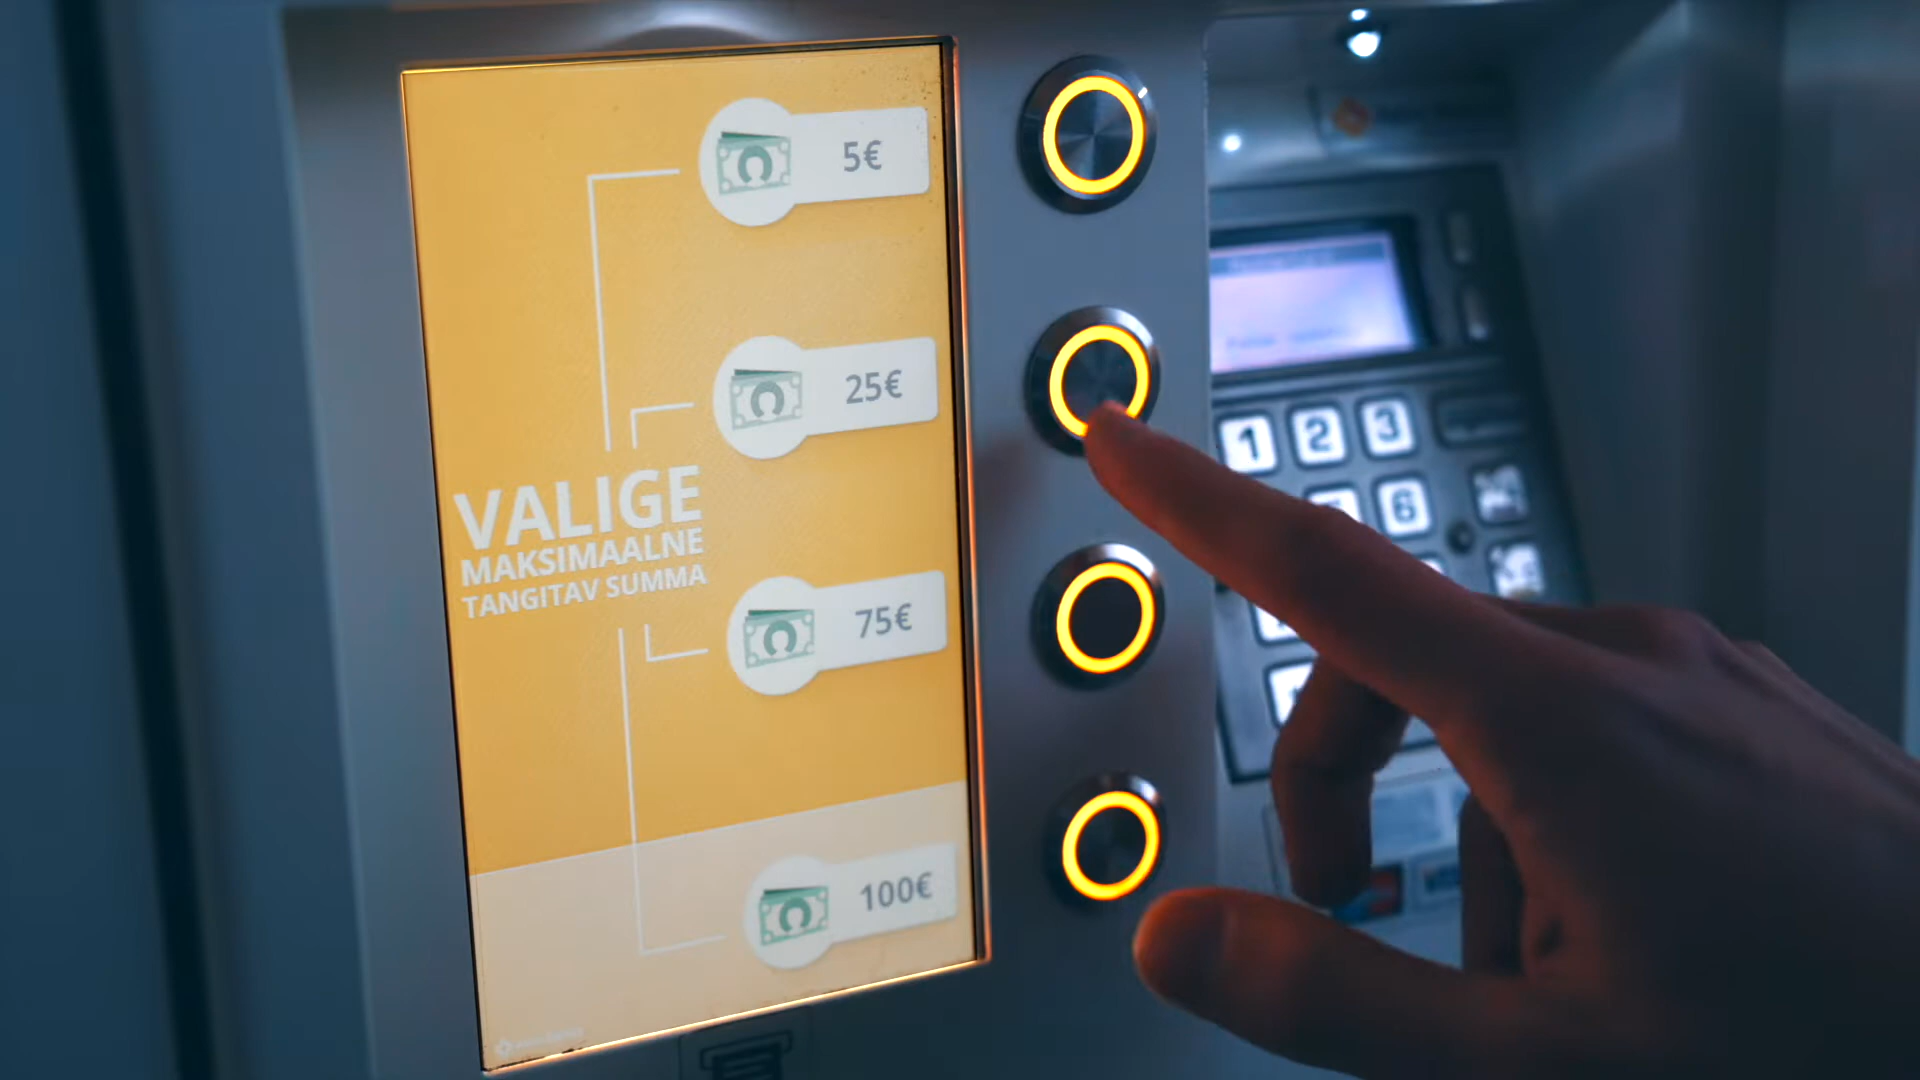 5€
25€
VALIGE
MAKSIMAALNE
TANGITAV SUMMA
75€
100€
1
2
3
6